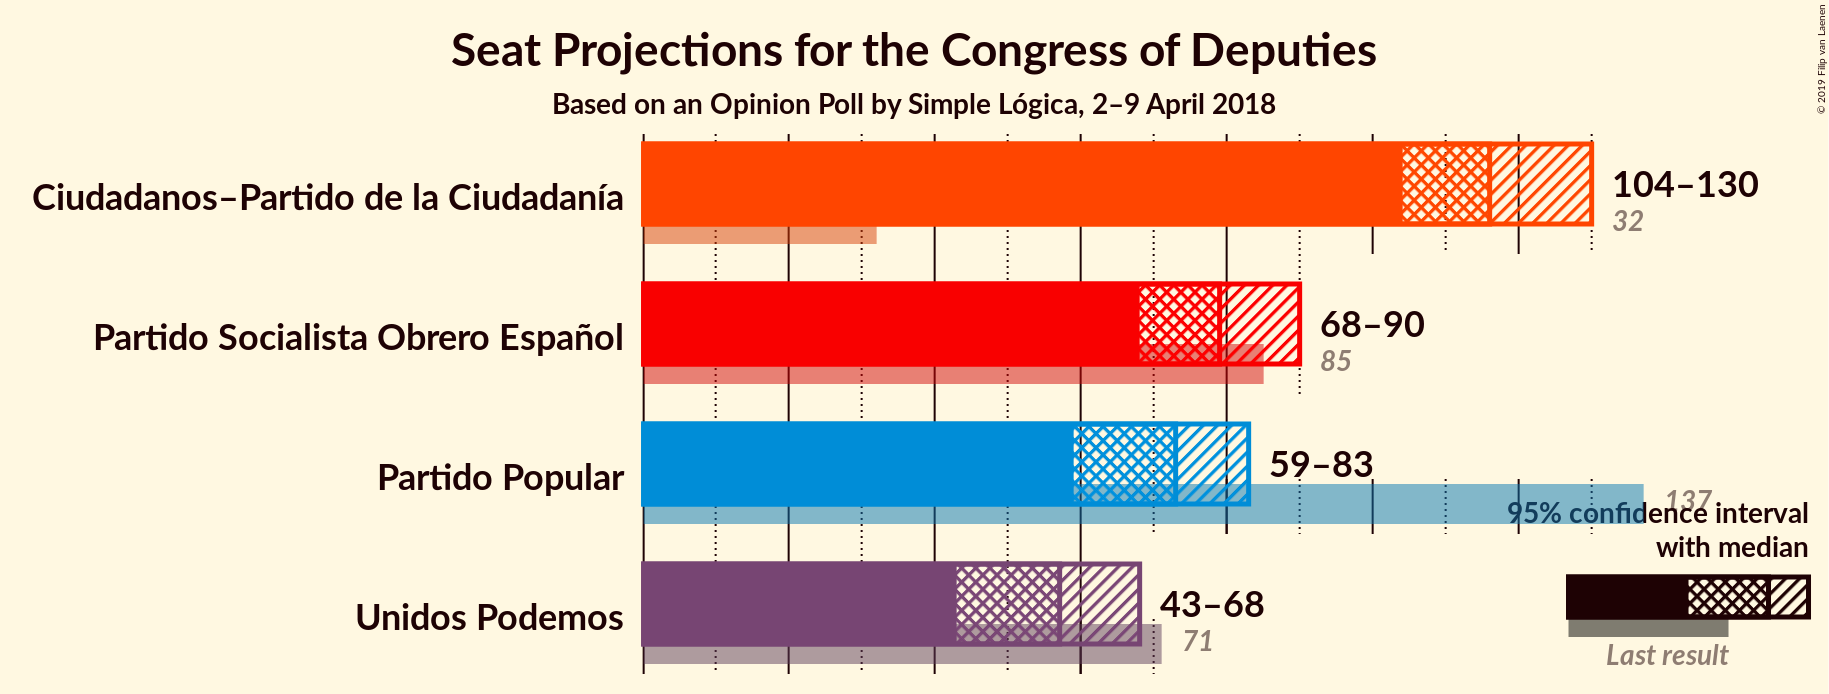 Seat Projections for the Congress of Deputies
Based on an Opinion Poll by Simple Lógica, 2–9 April 2018
© 2019 Filip van Laenen
Ciudadanos–Partido de la Ciudadanía
104–130
32
Partido Socialista Obrero Español
68–90
85
Partido Popular
59–83
137
95% confidence interval
with median
Unidos Podemos
43–68
71
Last result